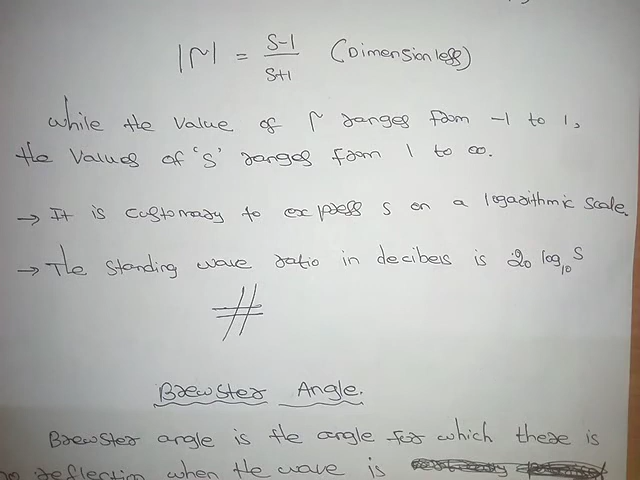 |Γ| = S-1/S+1 (Dimensionless)
while the value of Γ ranges from -1 to 1,
the values of 'S' ranges from 1 to ∞.
→ It is customary to express S on a logarithmic scale.
→ The standing wave ratio in decibels is 20 log₁₀ S
Brewster Angle.
Brewster angle is the angle for which there is
no reflection when the wave is